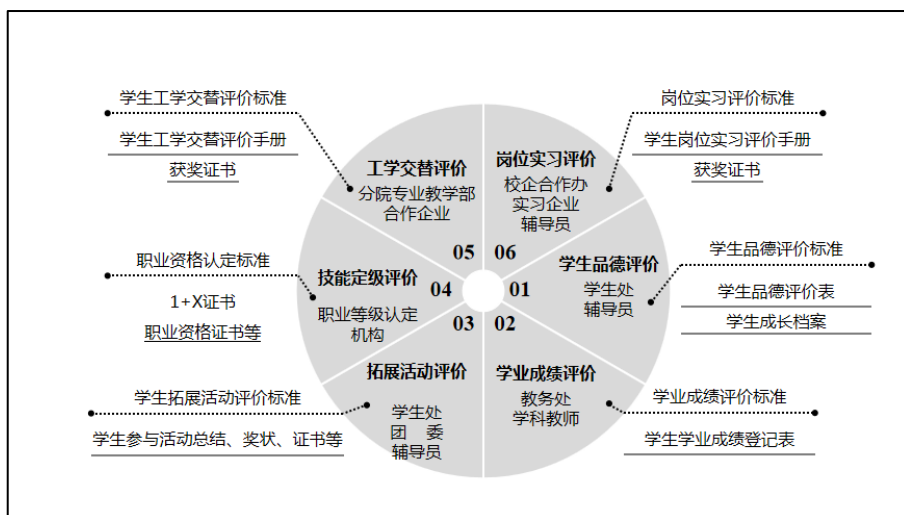 学生工学交替评价标准
学生工学交替评价手册
获奖证书
岗位实习评价标准
学生岗位实习评价手册
获奖证书
工学交替评价
分院专业教学部
合作企业
05
岗位实习评价
校企合作办
实习企业
辅导员
06
职业资格认定标准
1+X证书
职业资格证书等
技能定级评价
职业等级认定
机构
04
学生品德评价
学生处
辅导员
01
学生品德评价标准
学生品德评价表
学生成长档案
03
拓展活动评价
学生处
团 委
辅导员
02
学业成绩评价
教务处
学科教师
学生拓展活动评价标准
学生参与活动总结、奖状、证书等
学业成绩评价标准
学生学业成绩登记表